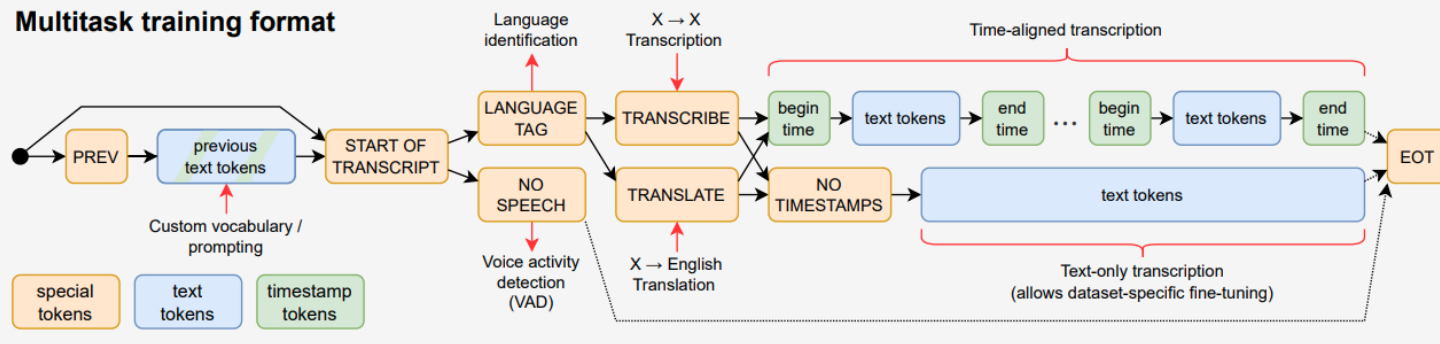 Multitask training format
Language
identification
X → X
Transcription
Time-aligned transcription
PREV
previous
text tokens
START OF
TRANSCRIPT
LANGUAGE
TAG
NO
SPEECH
TRANSCRIBE
TRANSLATE
begin
time
text tokens
end
time
...
begin
time
text tokens
end
time
NO
TIMESTAMPS
text tokens
EOT
Custom vocabulary /
prompting
Voice activity
detection
(VAD)
X → English
Translation
Text-only transcription
(allows dataset-specific fine-tuning)
special
tokens
text
tokens
timestamp
tokens